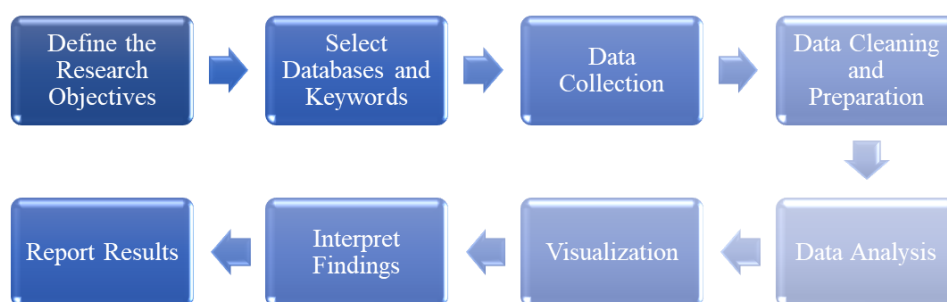 Define the
Research
Objectives
Select
Databases and
Keywords
Data
Collection
Data Cleaning
and
Preparation
Data Analysis
Visualization
Interpret
Findings
Report Results